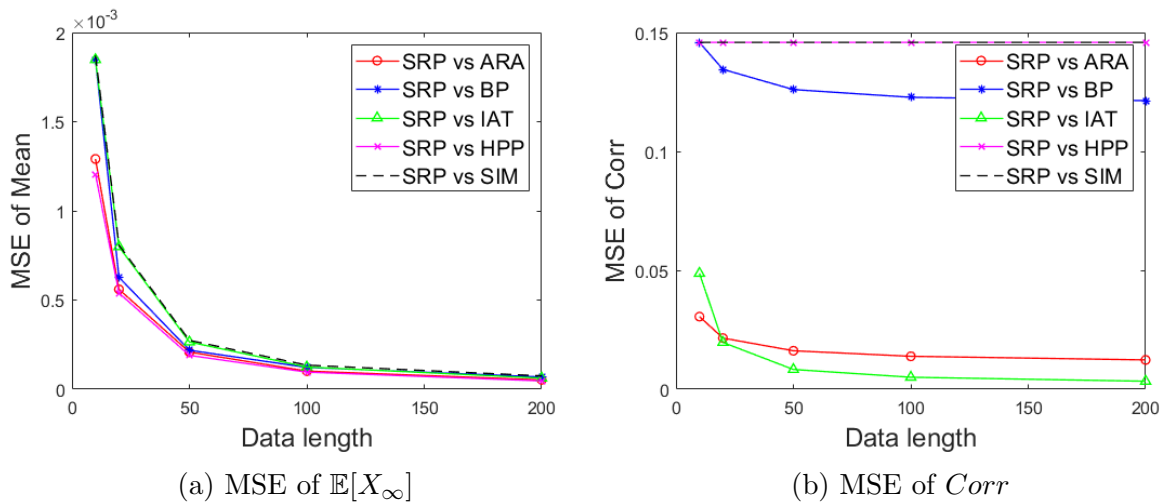 ×10⁻³
2
1.5
1
0.5
0
0
50
100
150
200
MSE of Mean
Data length
SRP vs ARA
SRP vs BP
SRP vs IAT
SRP vs HPP
SRP vs SIM
(a) MSE of 𝔼[X∞]
0.15
0.1
0.05
0
0
50
100
150
200
MSE of Corr
Data length
SRP vs ARA
SRP vs BP
SRP vs IAT
SRP vs HPP
SRP vs SIM
(b) MSE of Corr